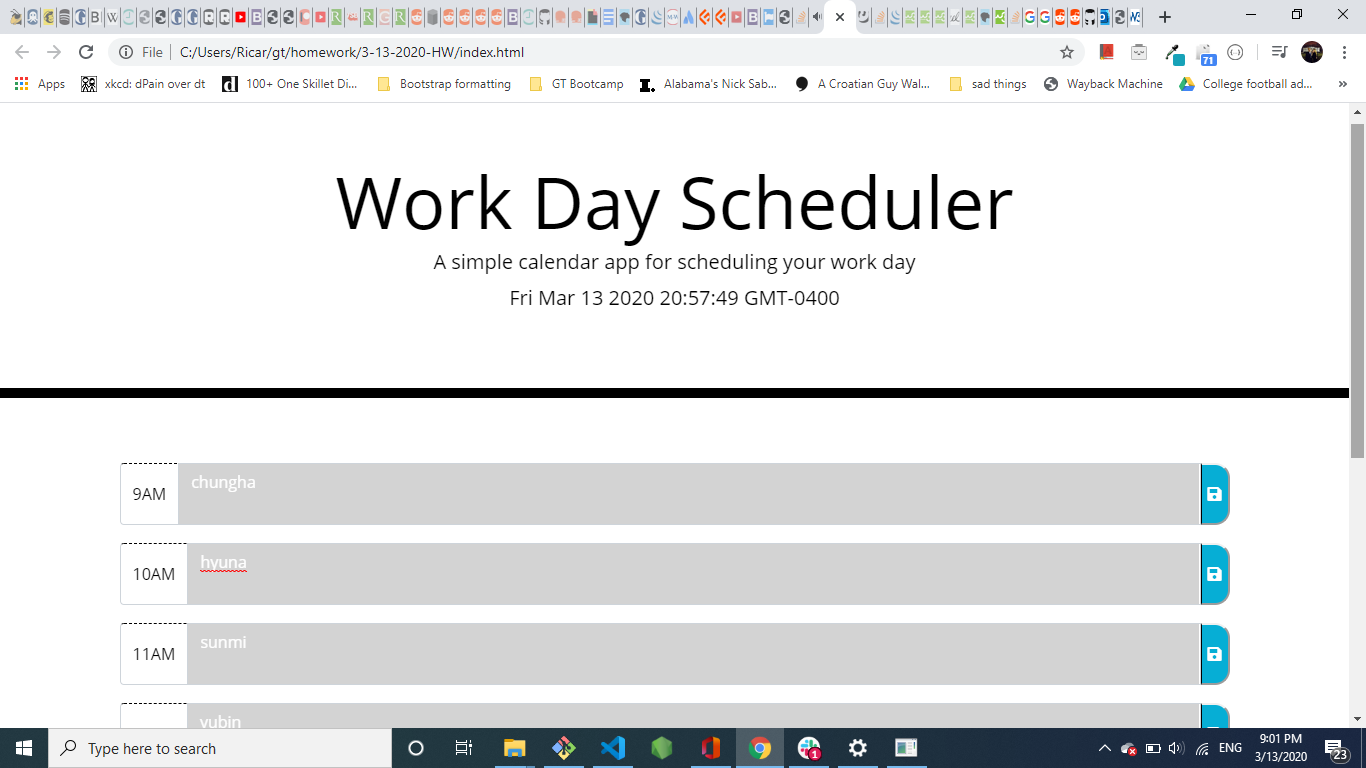 File
C:/Users/Ricar/gt/homework/3-13-2020-HW/index.html
71
Apps
xkcd: dPain over dt
100+ One Skillet Di...
Bootstrap formatting
GT Bootcamp
Alabama's Nick Sab...
A Croatian Guy Wal...
sad things
Wayback Machine
College football ad...
»
Work Day Scheduler
A simple calendar app for scheduling your work day
Fri Mar 13 2020 20:57:49 GMT-0400
9AM
chungha
10AM
hyuna
11AM
sunmi
yubin
Type here to search
1
ENG
9:01 PM
3/13/2020
23